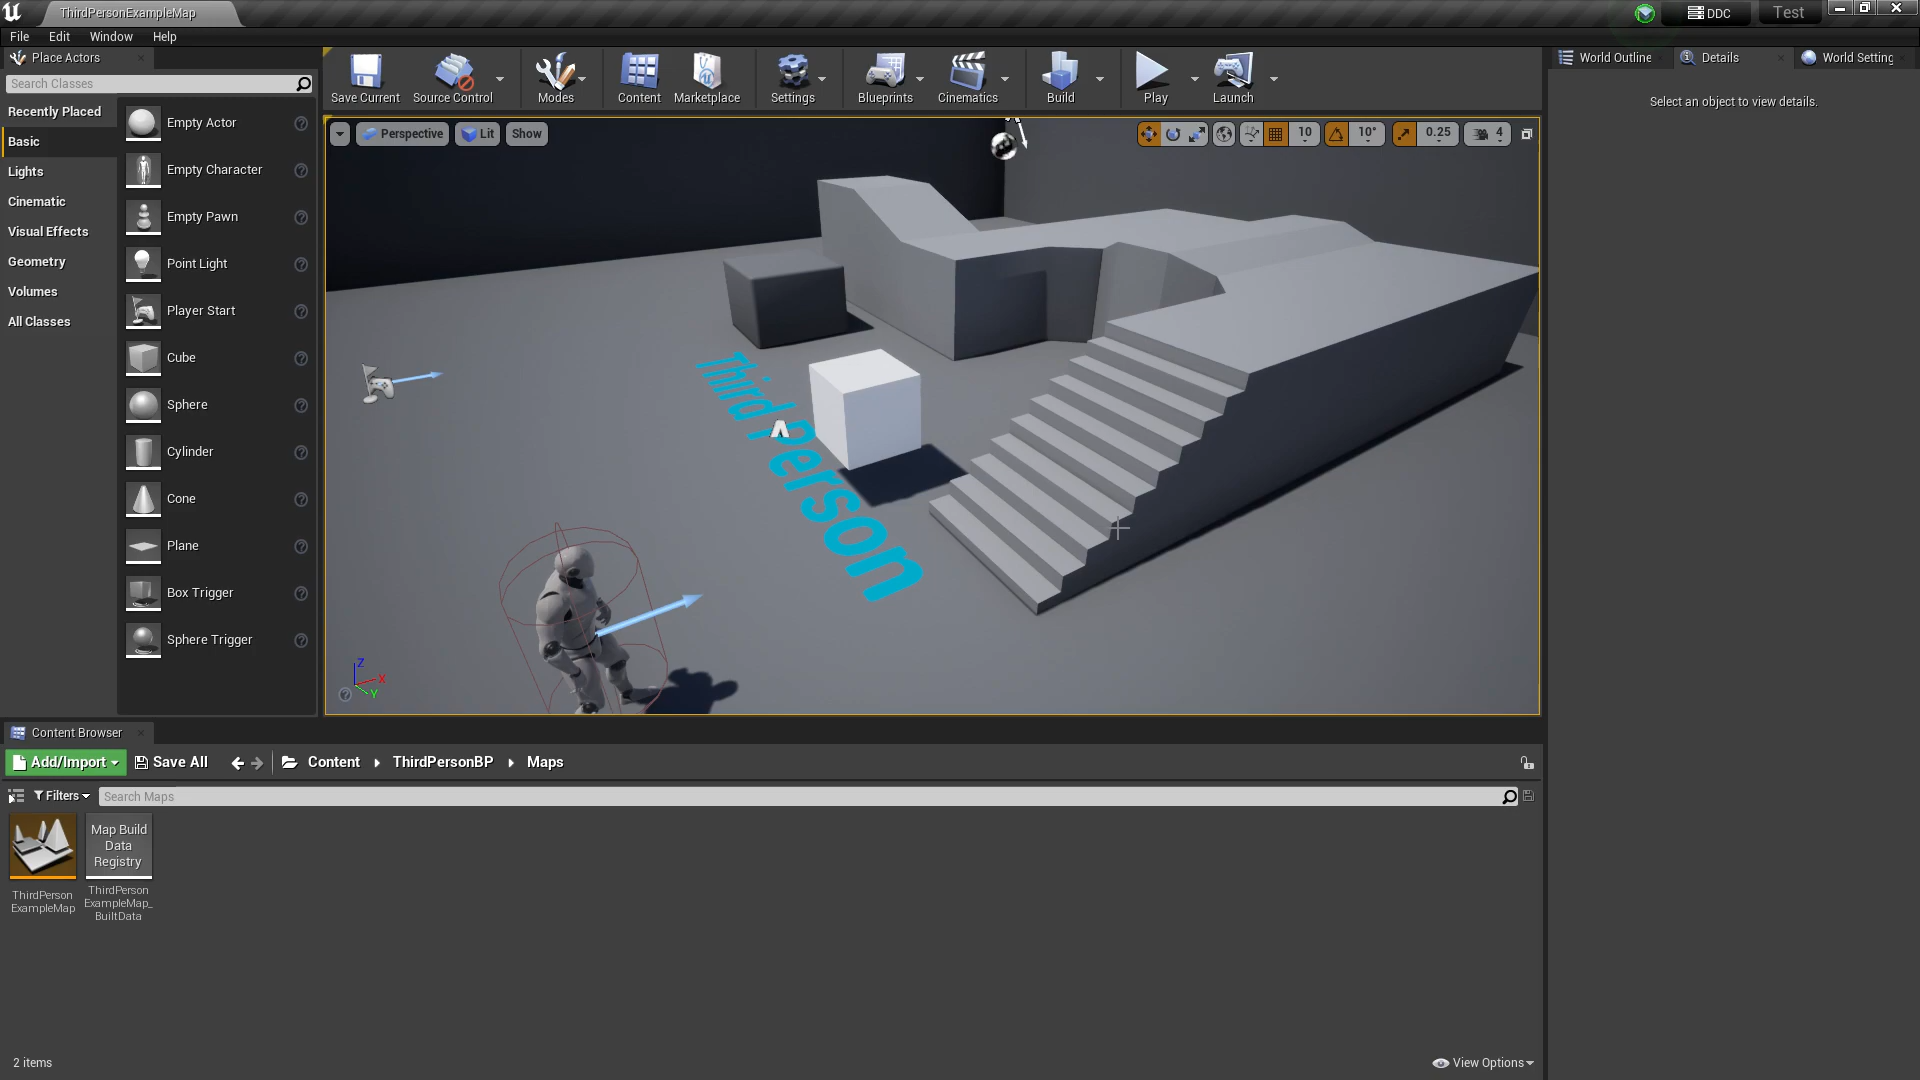 ThirdPersonExampleMap
DDC
Test
File Edit Window Help
Place Actors
Search Classes
Recently Placed
Basic
Lights
Cinematic
Visual Effects
Geometry
Volumes
All Classes
Empty Actor
Empty Character
Empty Pawn
Point Light
Player Start
Cube
Sphere
Cylinder
Cone
Plane
Box Trigger
Sphere Trigger
Save Current
Source Control
Modes
Content
Marketplace
Settings
Blueprints
Cinematics
Build
Play
Launch
Perspective
Lit
Show
10
10°
0.25
4
Third Person
Z
X
Y
World Outline
Details
World Setting
Select an object to view details.
Content Browser
Add/Import
Save All
Content
ThirdPersonBP
Maps
Filters
Search Maps
ThirdPerson
ExampleMap
Map Build
Data
Registry
ThirdPerson
ExampleMap_
BuiltData
2 items
View Options